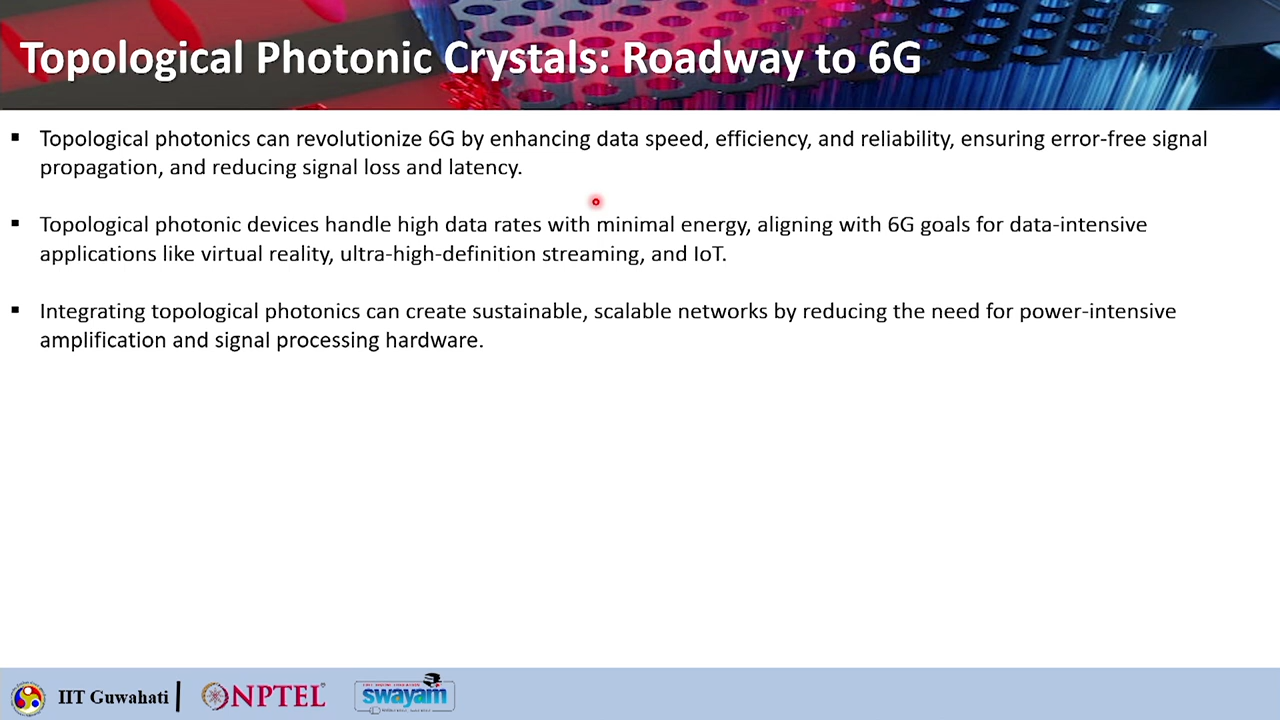 Topological Photonic Crystals: Roadway to 6G
▪ Topological photonics can revolutionize 6G by enhancing data speed, efficiency, and reliability, ensuring error-free signal
propagation, and reducing signal loss and latency.
▪ Topological photonic devices handle high data rates with minimal energy, aligning with 6G goals for data-intensive
applications like virtual reality, ultra-high-definition streaming, and IoT.
▪ Integrating topological photonics can create sustainable, scalable networks by reducing the need for power-intensive
amplification and signal processing hardware.
IIT Guwahati
NPTEL
swayam